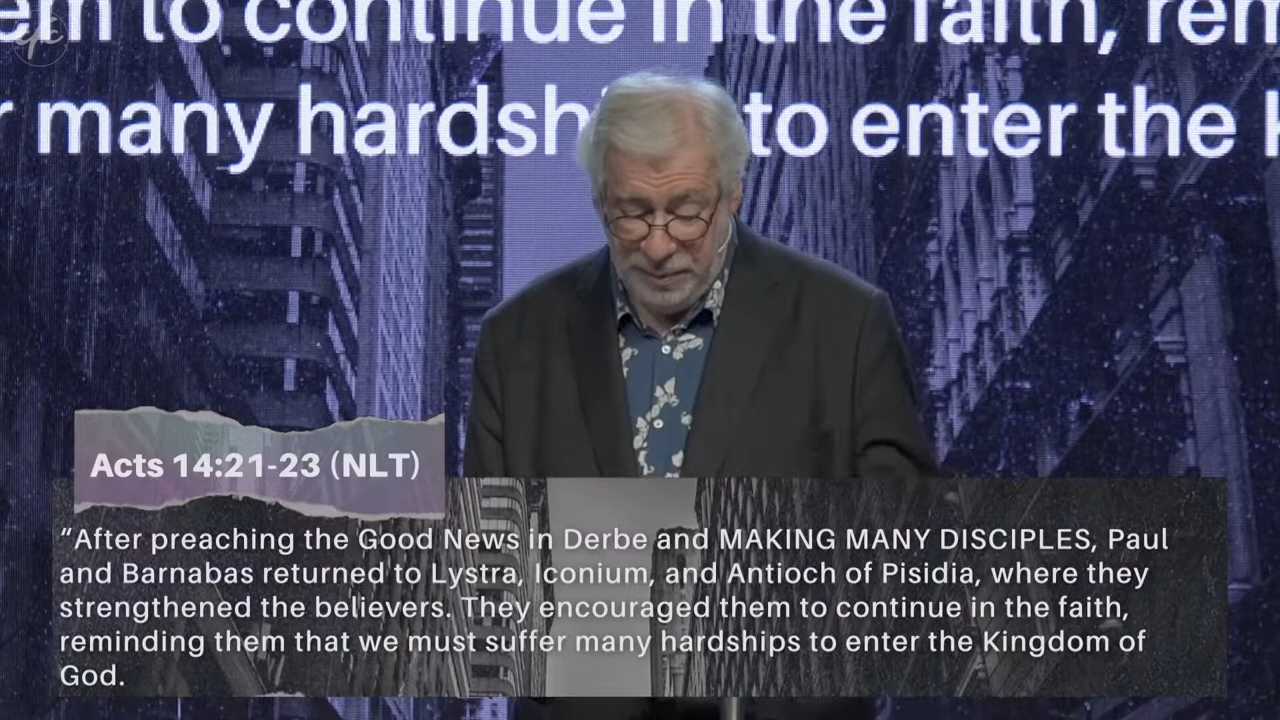 em to continue in the faith, rem
r many hardsh to enter the k
Acts 14:21-23 (NLT)
“After preaching the Good News in Derbe and MAKING MANY DISCIPLES, Paul
and Barnabas returned to Lystra, Iconium, and Antioch of Pisidia, where they
strengthened the believers. They encouraged them to continue in the faith,
reminding them that we must suffer many hardships to enter the Kingdom of
God.